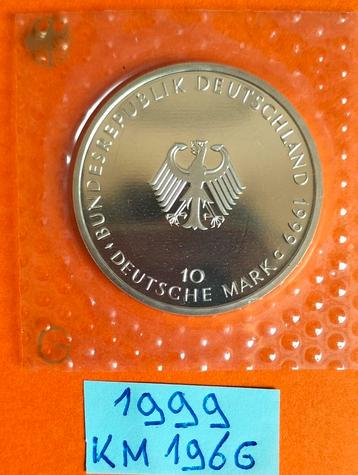 BUNDESREPUBLIK DEUTSCHLAND 1999
10
DEUTSCHE MARK G
G
1999
KM 196G